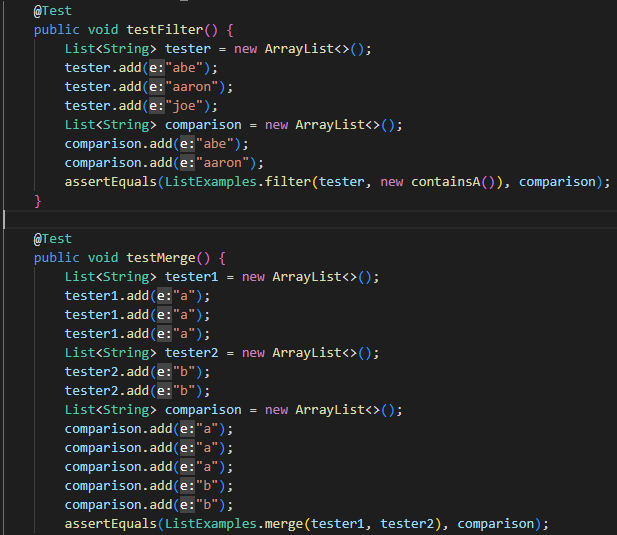 @Test
public void testFilter() {
List<String> tester = new ArrayList<>();
tester.add(e:"abe");
tester.add(e:"aaron");
tester.add(e:"joe");
List<String> comparison = new ArrayList<>();
comparison.add(e:"abe");
comparison.add(e:"aaron");
assertEquals(ListExamples.filter(tester, new containsA()), comparison);
}
@Test
public void testMerge() {
List<String> tester1 = new ArrayList<>();
tester1.add(e:"a");
tester1.add(e:"a");
tester1.add(e:"a");
List<String> tester2 = new ArrayList<>();
tester2.add(e:"b");
tester2.add(e:"b");
List<String> comparison = new ArrayList<>();
comparison.add(e:"a");
comparison.add(e:"a");
comparison.add(e:"a");
comparison.add(e:"b");
comparison.add(e:"b");
assertEquals(ListExamples.merge(tester1, tester2), comparison);